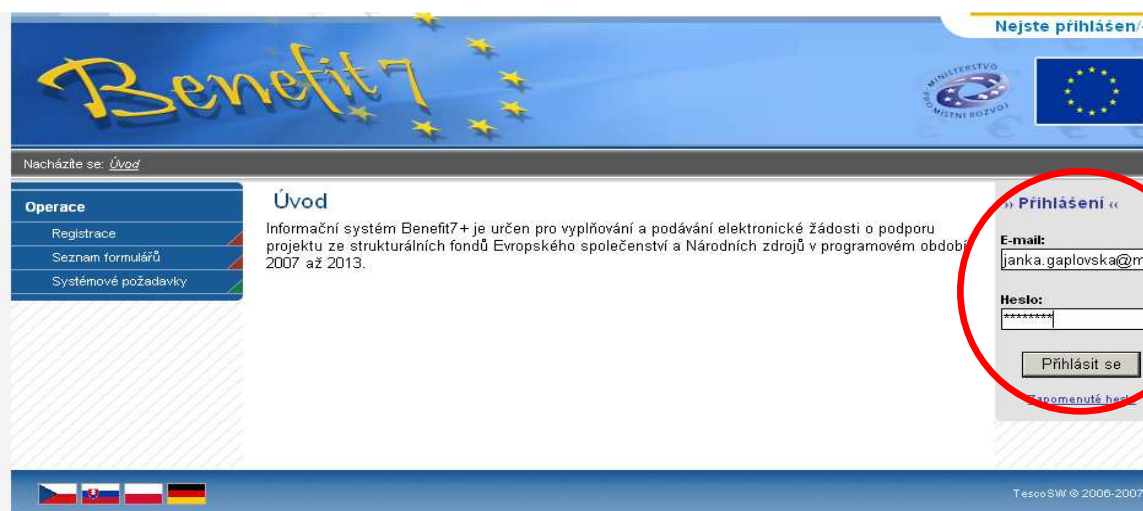 Nejste přihlášen/
Benefit7
MINISTERSTVO
PRO MÍSTNÍ ROZVOJ
Nacházíte se: Úvod
Operace
Registrace
Seznam formulářů
Systémové požadavky
Úvod
Informační systém Benefit7+ je určen pro vyplňování a podávání elektronické žádosti o podporu
projektu ze strukturálních fondů Evropského společenství a Národních zdrojů v programovém období
2007 až 2013.
» Přihlášení «
E-mail:
janka.gaplovska@m
Heslo:
********
Přihlásit se
Zapomenuté heslo
TescoSW © 2006-2007